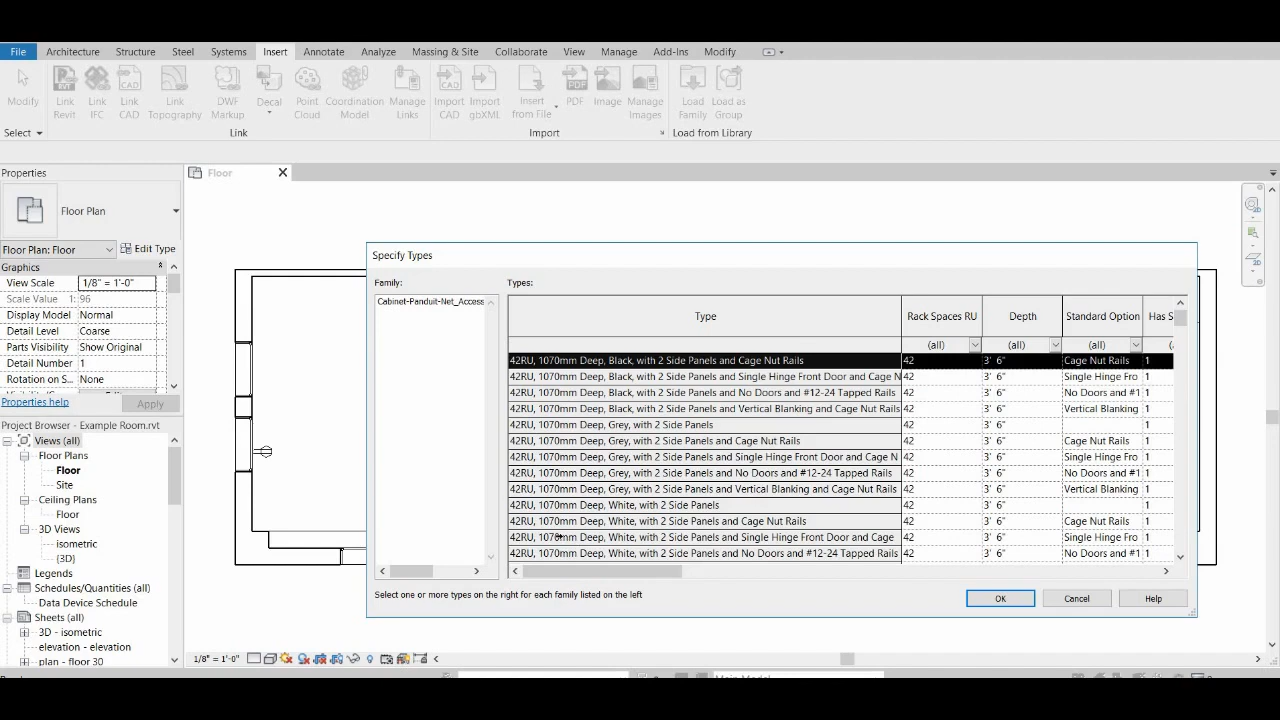 File Architecture Structure Steel Systems Insert Annotate Analyze Massing & Site Collaborate View Manage Add-Ins Modify
Modify
Link Revit
Link IFC
Link CAD
Link Topography
DWF Markup
Decal
Point Cloud
Coordination Model
Manage Links
Import CAD
Import gbXML
Insert from File
PDF
Image
Manage Images
Load Family
Load as Group
Select
Link
Import
Load from Library
Properties
Floor
Floor Plan
Floor Plan: Floor
Edit Type
Graphics
View Scale 1/8" = 1'-0"
Scale Value 1: 96
Display Model Normal
Detail Level Coarse
Parts Visibility Show Original
Detail Number 1
Rotation on S... None
Properties help
Apply
Project Browser - Example Room.rvt
Views (all)
Floor Plans
Floor
Site
Ceiling Plans
Floor
3D Views
isometric
{3D}
Legends
Schedules/Quantities (all)
Data Device Schedule
Sheets (all)
3D - isometric
elevation - elevation
plan - floor 30
Specify Types
Family:
Cabinet-Panduit-Net_Access
Types:
Type Rack Spaces RU Depth Standard Option Has S
(all) (all) (all)
42RU, 1070mm Deep, Black, with 2 Side Panels and Cage Nut Rails 42 3' 6" Cage Nut Rails 1
42RU, 1070mm Deep, Black, with 2 Side Panels and Single Hinge Front Door and Cage N 42 3' 6" Single Hinge Fro 1
42RU, 1070mm Deep, Black, with 2 Side Panels and No Doors and #12-24 Tapped Rails 42 3' 6" No Doors and #1 1
42RU, 1070mm Deep, Black, with 2 Side Panels and Vertical Blanking and Cage Nut Rails 42 3' 6" Vertical Blanking 1
42RU, 1070mm Deep, Grey, with 2 Side Panels 42 3' 6" 1
42RU, 1070mm Deep, Grey, with 2 Side Panels and Cage Nut Rails 42 3' 6" Cage Nut Rails 1
42RU, 1070mm Deep, Grey, with 2 Side Panels and Single Hinge Front Door and Cage N 42 3' 6" Single Hinge Fro 1
42RU, 1070mm Deep, Grey, with 2 Side Panels and No Doors and #12-24 Tapped Rails 42 3' 6" No Doors and #1 1
42RU, 1070mm Deep, Grey, with 2 Side Panels and Vertical Blanking and Cage Nut Rails 42 3' 6" Vertical Blanking 1
42RU, 1070mm Deep, White, with 2 Side Panels 42 3' 6" 1
42RU, 1070mm Deep, White, with 2 Side Panels and Cage Nut Rails 42 3' 6" Cage Nut Rails 1
42RU, 1070mm Deep, White, with 2 Side Panels and Single Hinge Front Door and Cage 42 3' 6" Single Hinge Fro 1
42RU, 1070mm Deep, White, with 2 Side Panels and No Doors and #12-24 Tapped Rails 42 3' 6" No Doors and #1 1
Select one or more types on the right for each family listed on the left
OK Cancel Help
1/8" = 1'-0"
Main Model